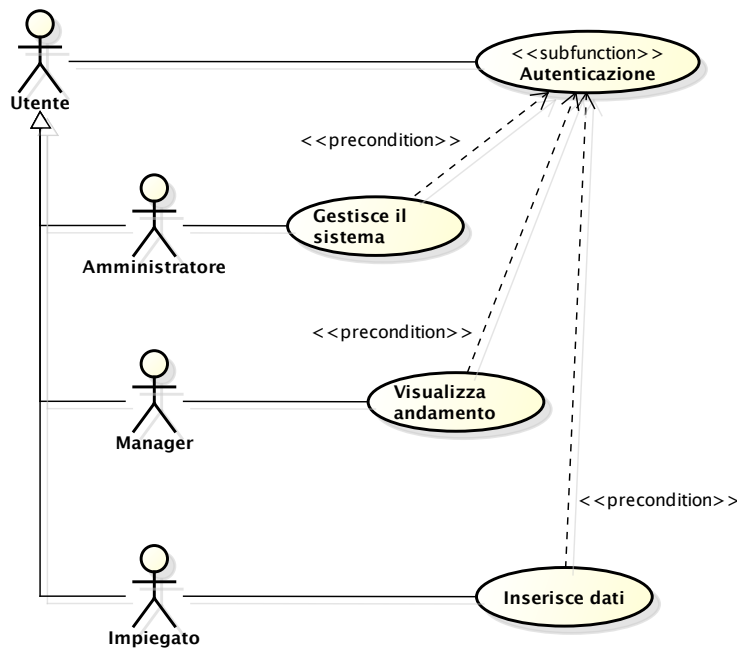 <<subfunction>>
Autenticazione
Utente
<<precondition>>
Gestisce il
sistema
Amministratore
<<precondition>>
Visualizza
andamento
Manager
<<precondition>>
Inserisce dati
Impiegato